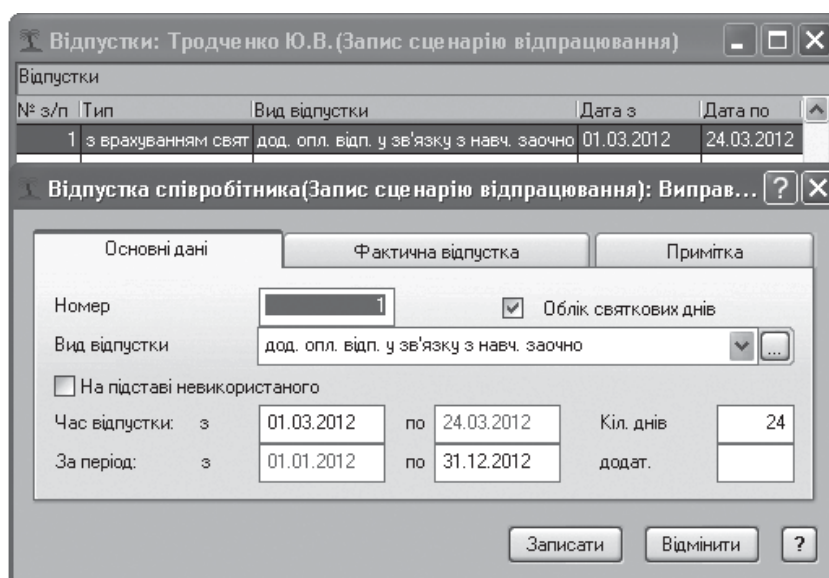 Відпустки: Тродченко Ю.В.(Запис сценарію відпрацювання)
Відпустки
№ з/п Тип Вид відпустки Дата з Дата по
1 з врахуванням свят дод. опл. відп. у зв'язку з навч. заочно 01.03.2012 24.03.2012
Відпустка співробітника(Запис сценарію відпрацювання): Виправ... ?
Основні дані Фактична відпустка Примітка
Номер 1 Облік святкових днів
Вид відпустки дод. опл. відп. у зв'язку з навч. заочно ...
На підставі невикористаного
Час відпустки: з 01.03.2012 по 24.03.2012 Кіл. днів 24
За період: з 01.01.2012 по 31.12.2012 додат.
Записати Відмінити ?